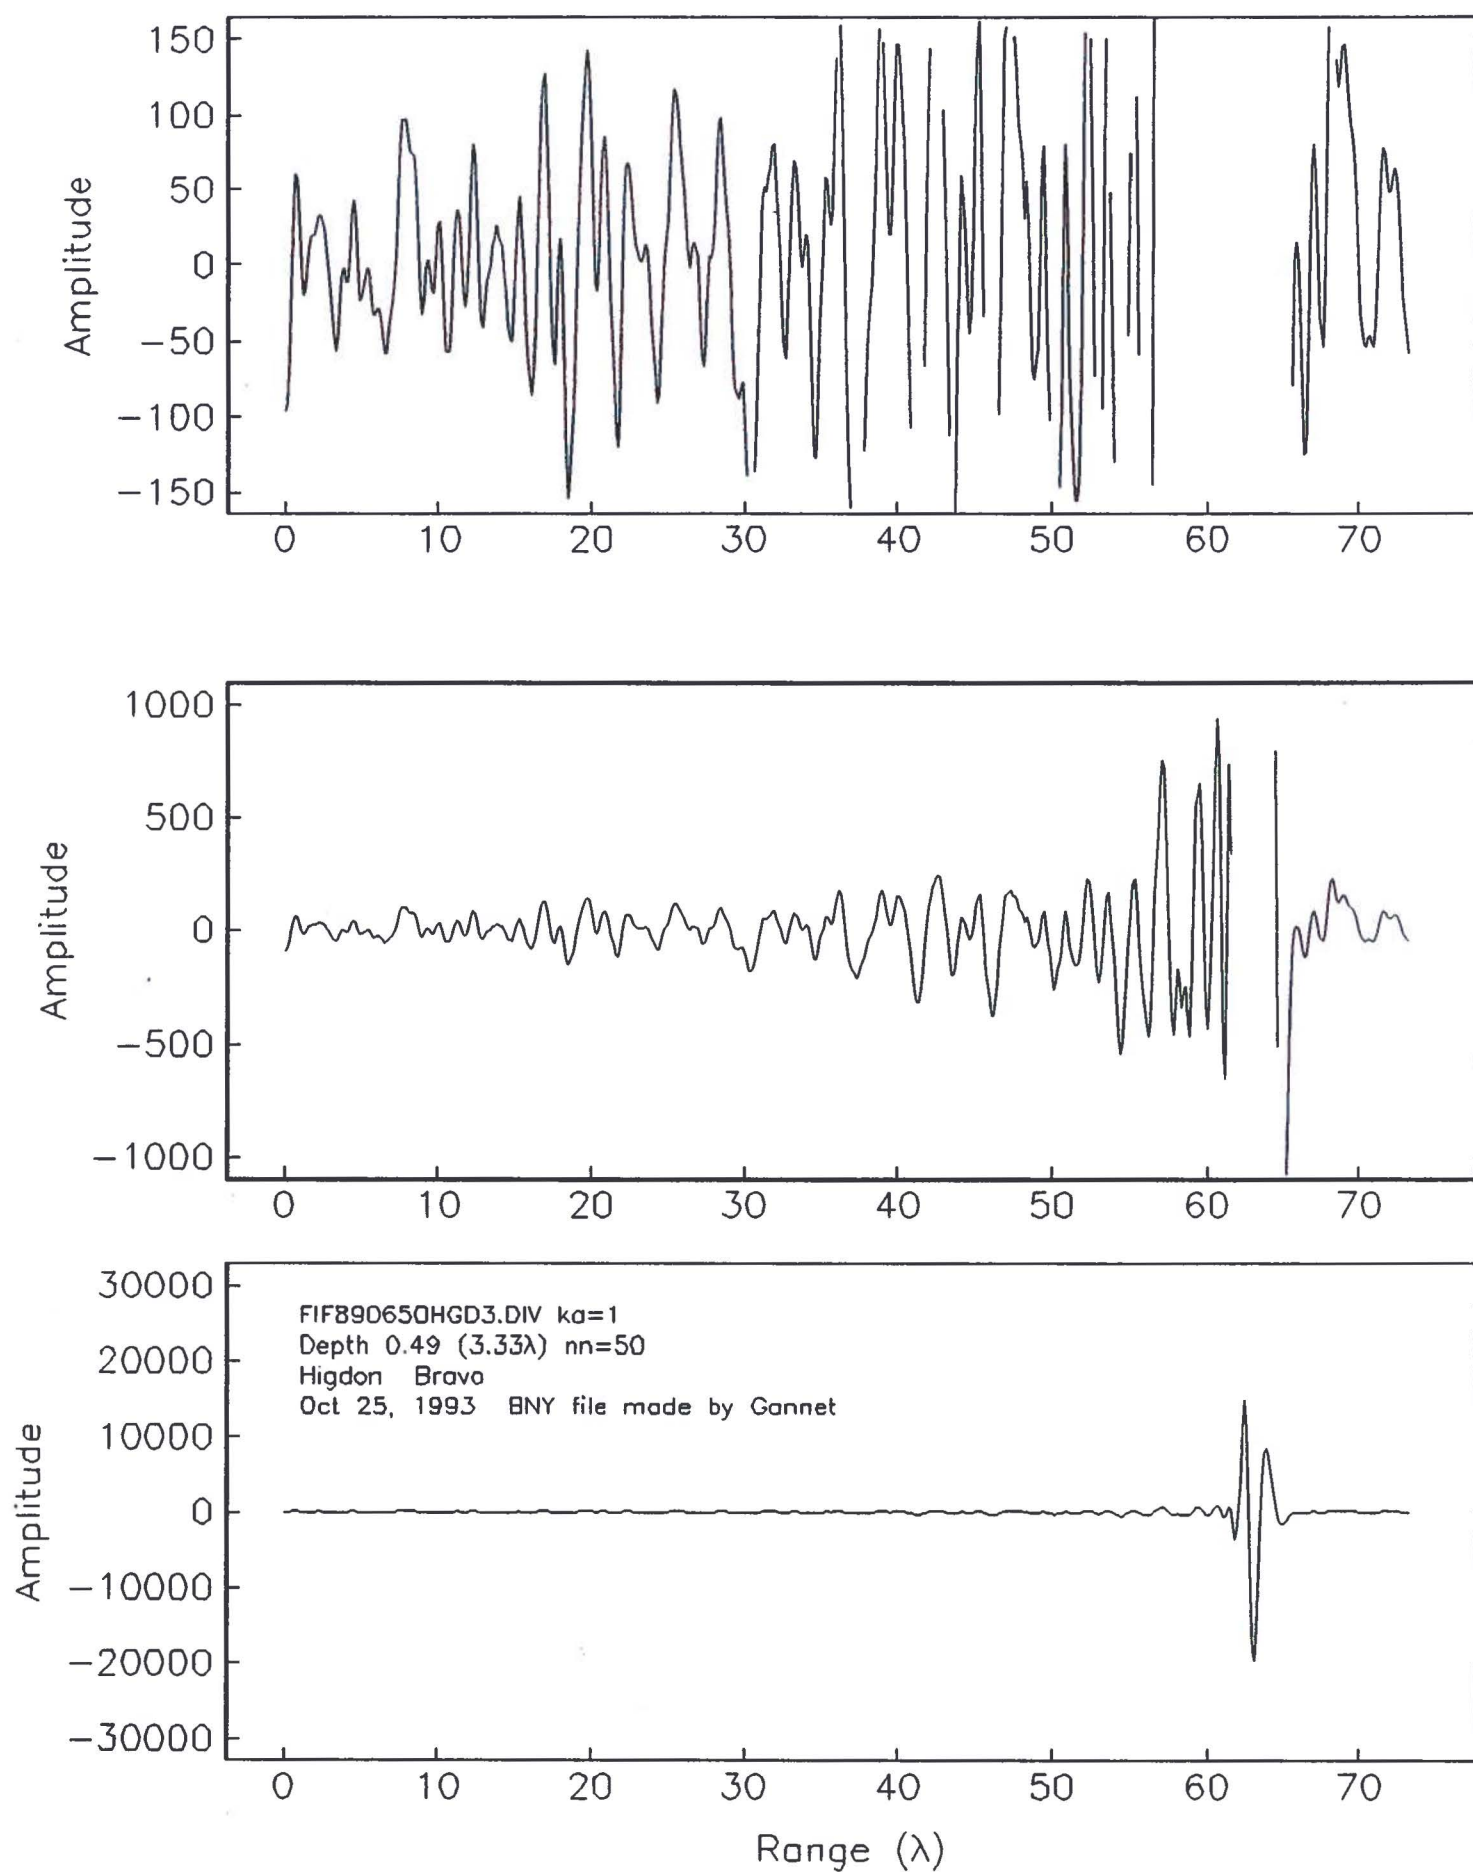 150
100
50
0
−50
−100
−150
Amplitude
0 10 20 30 40 50 60 70
1000
500
0
−500
−1000
Amplitude
0 10 20 30 40 50 60 70
30000
20000
10000
0
−10000
−20000
−30000
Amplitude
FIF890650HGD3.DIV ka=1
Depth 0.49 (3.33λ) nn=50
Higdon Bravo
Oct 25, 1993 BNY file made by Gannet
0 10 20 30 40 50 60 70
Range (λ)